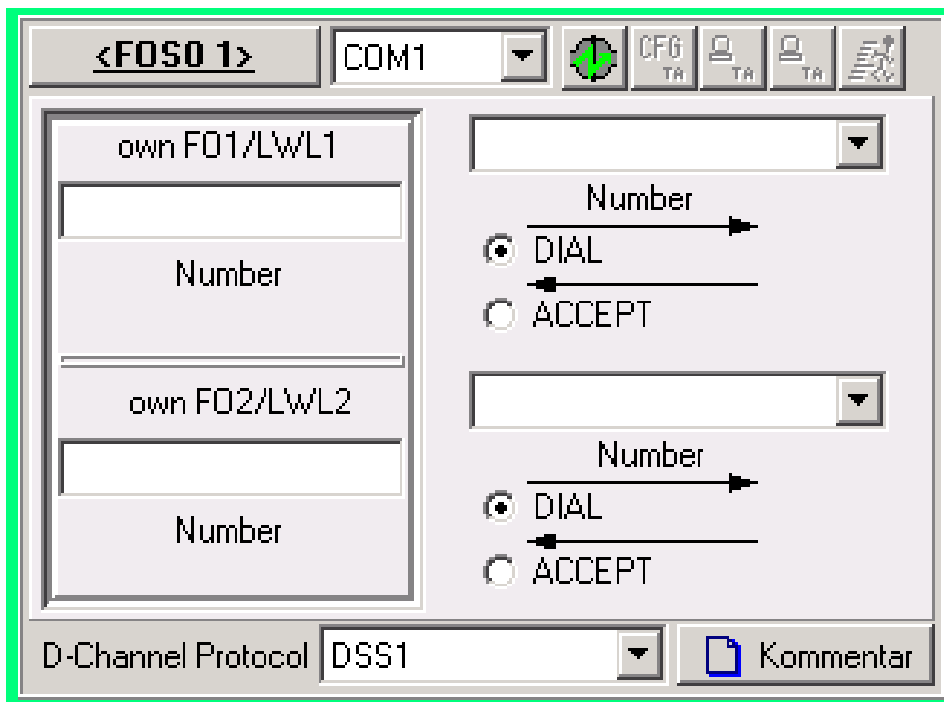 <FOSO 1>
COM1
CFG TA
TA
TA
own FO1/LWL1
Number
Number
DIAL
ACCEPT
own FO2/LWL2
Number
Number
DIAL
ACCEPT
D-Channel Protocol
DSS1
Kommentar